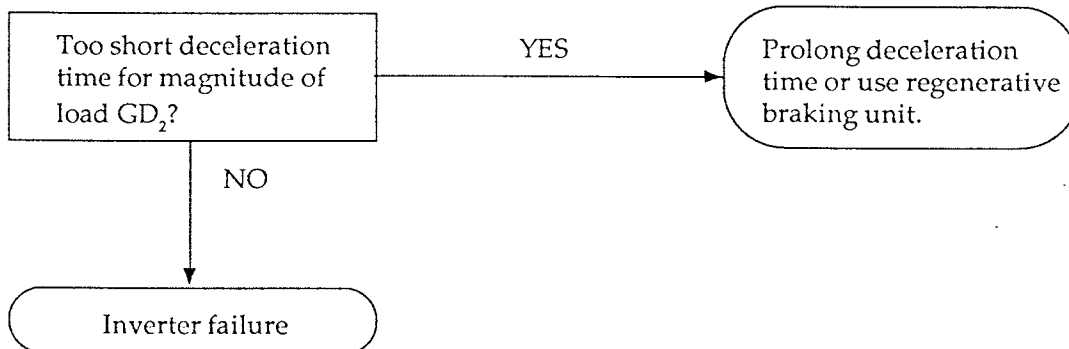 Too short deceleration
time for magnitude of
load GD₂?
YES
Prolong deceleration
time or use regenerative
braking unit.
NO
Inverter failure